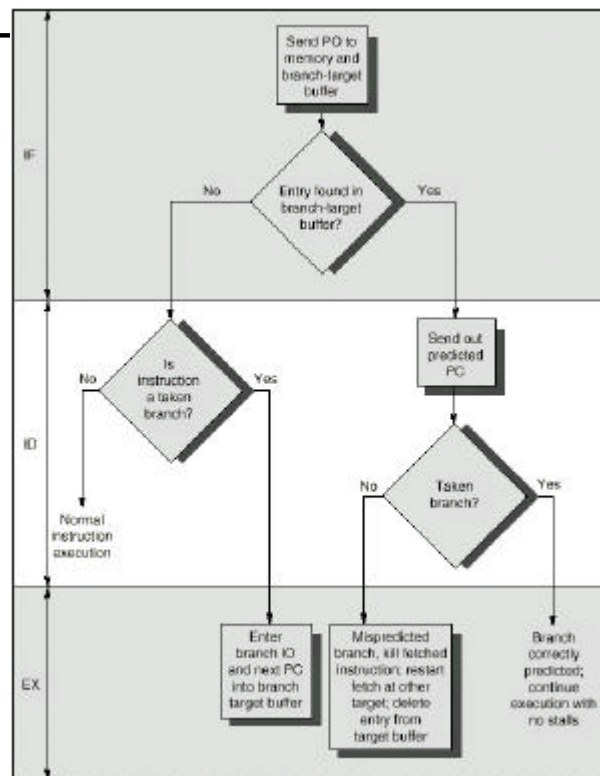 Send PO to
memory and
branch-target
buffer
IF
No
Entry found in
branch-target
buffer?
Yes
Send out
predicted
PC
Is
instruction
a taken
branch?
No
Yes
ID
No
Taken
branch?
Yes
Normal
instruction
execution
Enter
branch IO
and next PC
into branch
target buffer
Mispredicted
branch, kill fetched
instruction; restart
fetch at other
target; delete
entry from
target buffer
Branch
correctly
predicted;
continue
execution with
no stalls
EX